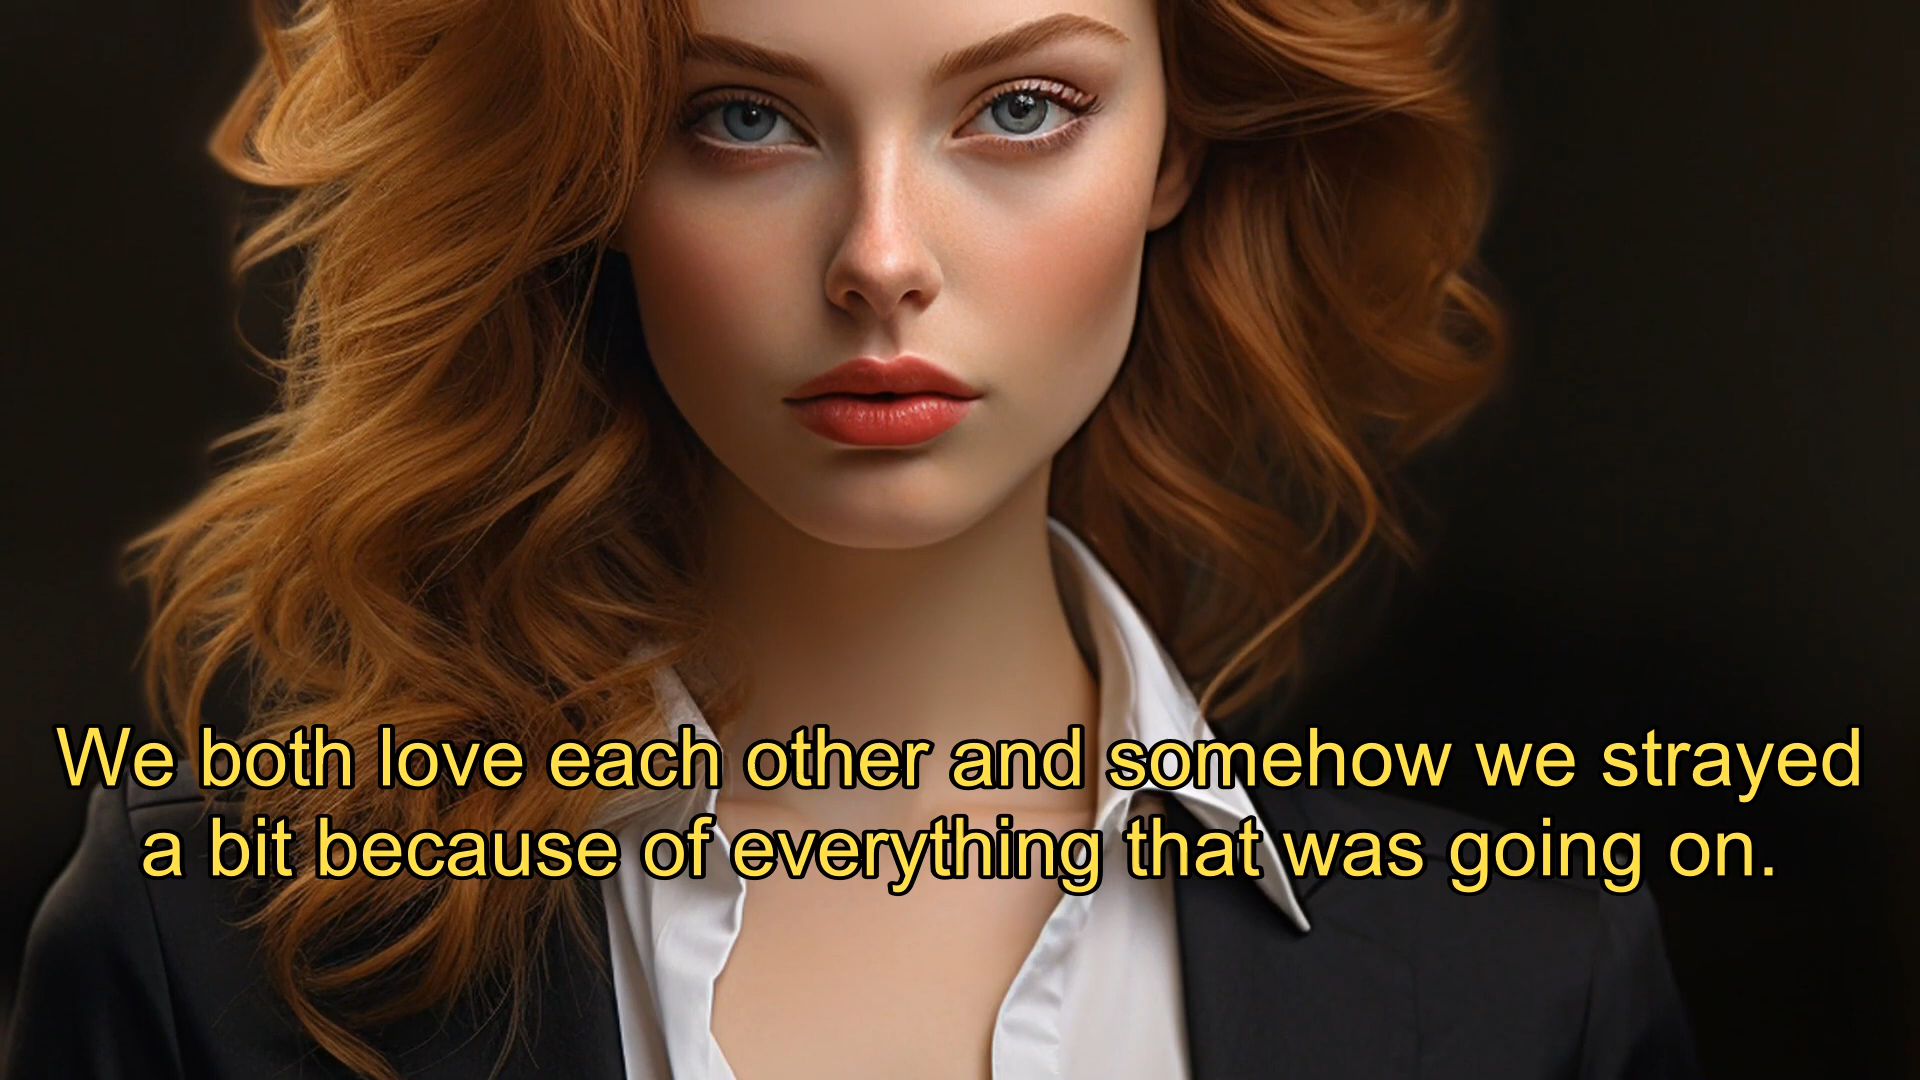 We both love each other and somehow we strayed
a bit because of everything that was going on.